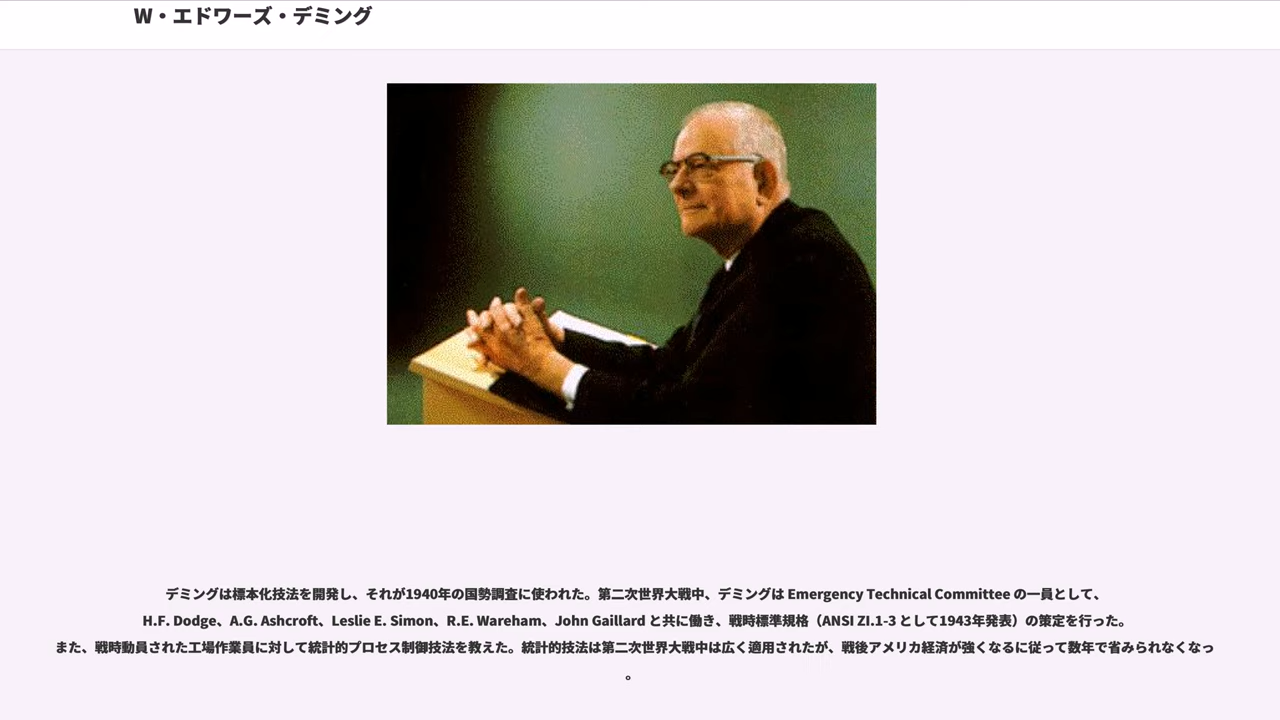 W・エドワーズ・デミング
デミングは標本化技法を開発し、それが1940年の国勢調査に使われた。第二次世界大戦中、デミングは Emergency Technical Committee の一員として、
H.F. Dodge、A.G. Ashcroft、Leslie E. Simon、R.E. Wareham、John Gaillard と共に働き、戦時標準規格（ANSI ZI.1-3 として1943年発表）の策定を行った。
また、戦時動員された工場作業員に対して統計的プロセス制御技法を教えた。統計的技法は第二次世界大戦中は広く適用されたが、戦後アメリカ経済が強くなるに従って数年で省みられなくなっ
。